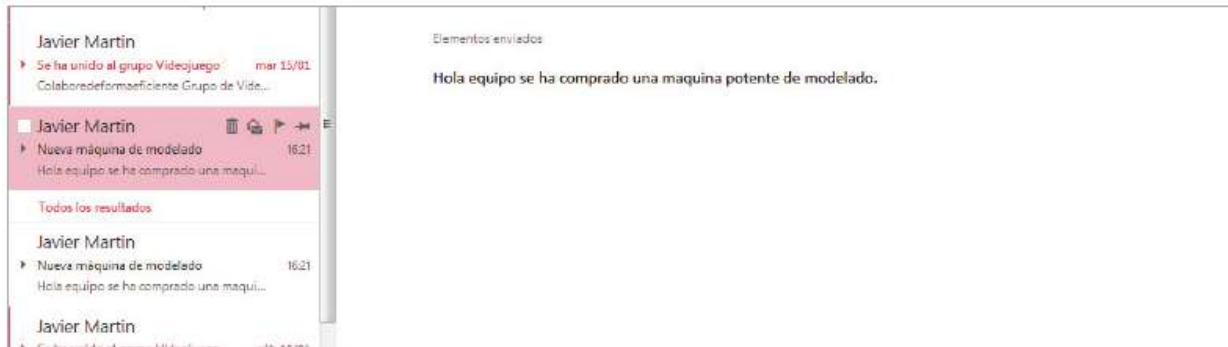 Javier Martin
Se ha unido al grupo Videojuego mar 15/01
Colaboredeformaeficiente Grupo de Vide...
Javier Martin
Nueva máquina de modelado 16:21
Hola equipo se ha comprado una maqui...
Todos los resultados
Javier Martin
Nueva máquina de modelado 16:21
Hola equipo se ha comprado una maqui...
Javier Martin
Elementos enviados
Hola equipo se ha comprado una maquina potente de modelado.